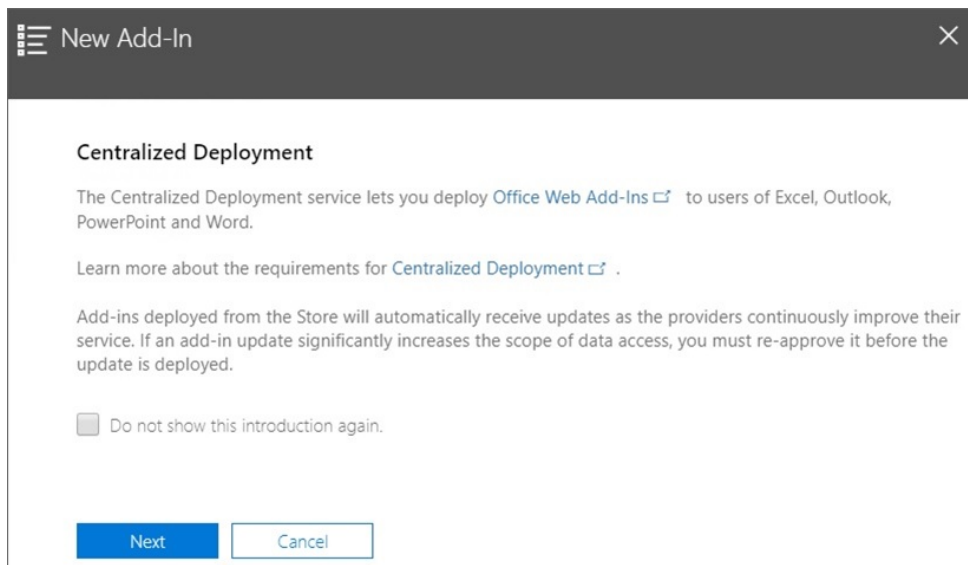 New Add-In
Centralized Deployment
The Centralized Deployment service lets you deploy Office Web Add-Ins to users of Excel, Outlook,
PowerPoint and Word.
Learn more about the requirements for Centralized Deployment .
Add-ins deployed from the Store will automatically receive updates as the providers continuously improve their
service. If an add-in update significantly increases the scope of data access, you must re-approve it before the
update is deployed.
Do not show this introduction again.
Next Cancel